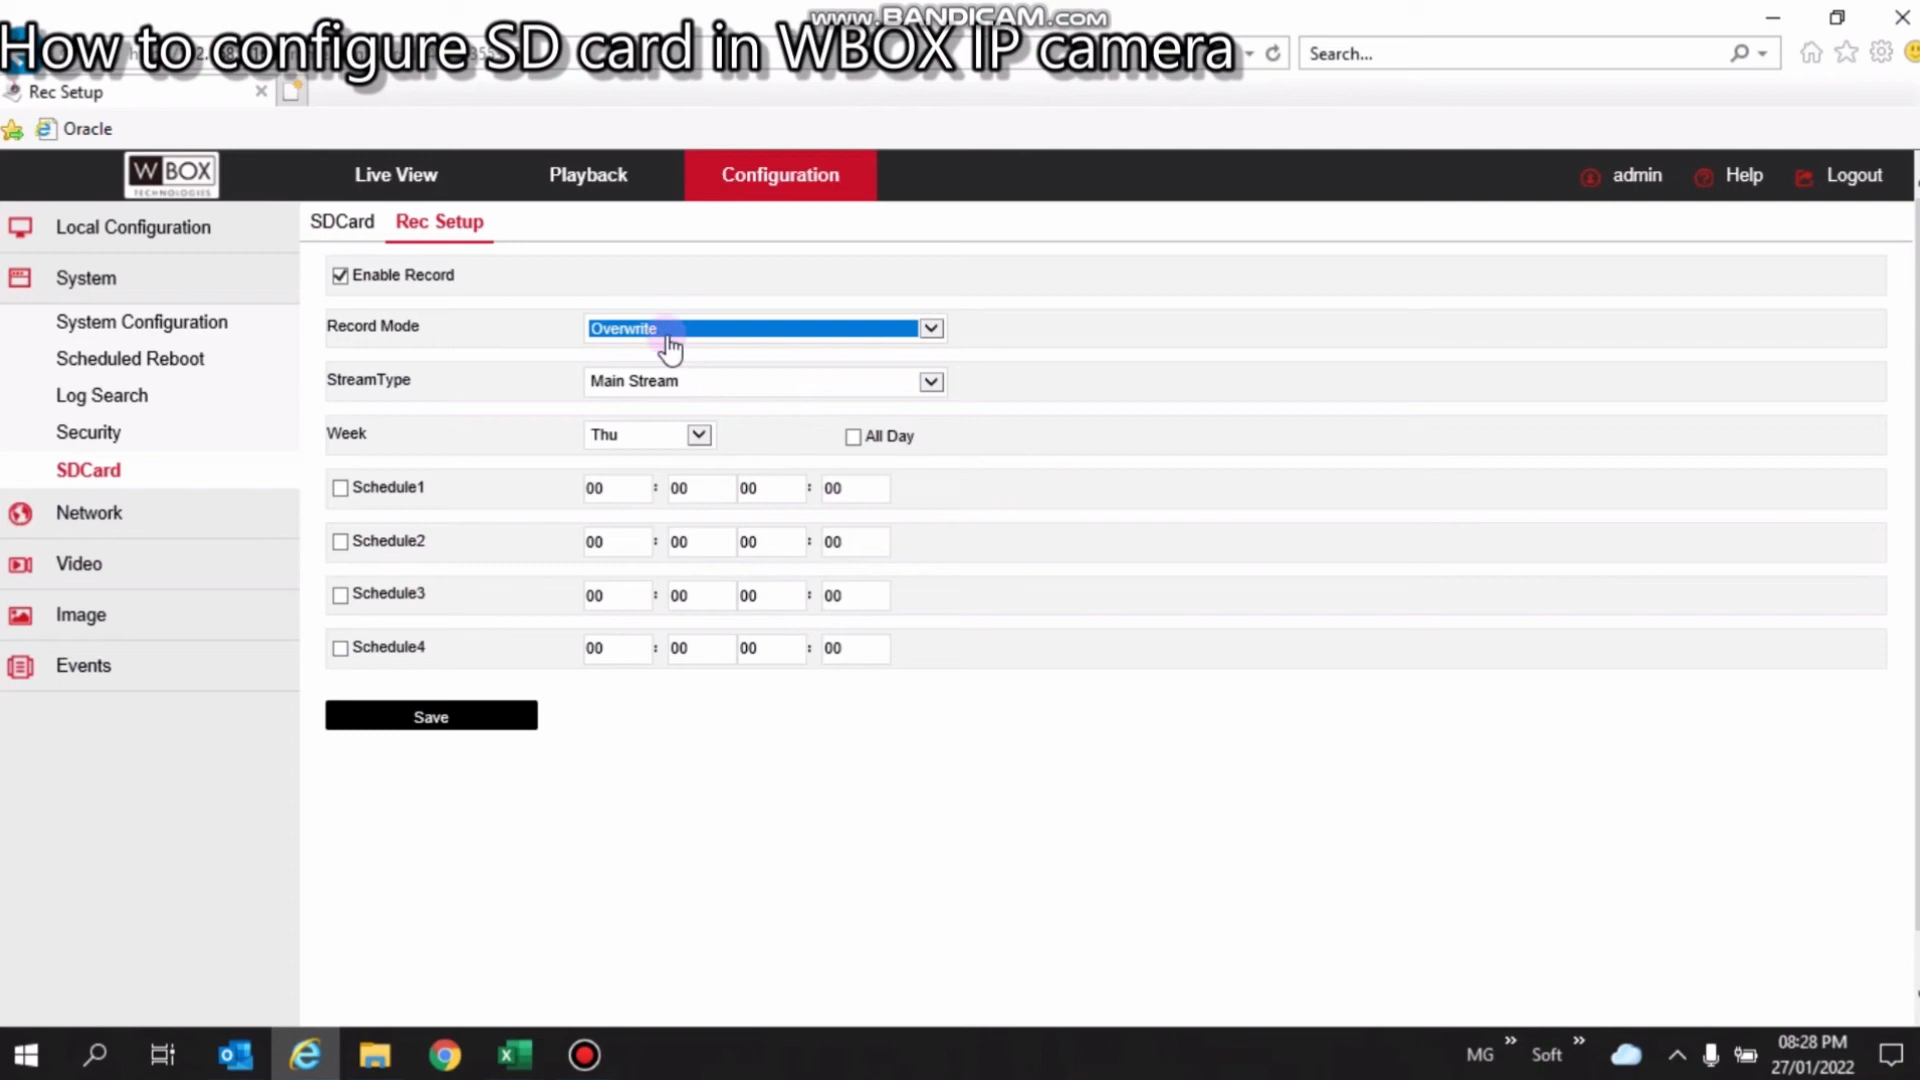 www.BANDICAM.com
How to configure SD card in WBOX IP camera
Search...
Rec Setup
Oracle
W BOX
TECHNOLOGIES
Live View
Playback
Configuration
admin
Help
Logout
Local Configuration
System
System Configuration
Scheduled Reboot
Log Search
Security
SDCard
Network
Video
Image
Events
SDCard
Rec Setup
Enable Record
Record Mode
Overwrite
StreamType
Main Stream
Week
Thu
All Day
Schedule1
00 : 00 00 : 00
Schedule2
00 : 00 00 : 00
Schedule3
00 : 00 00 : 00
Schedule4
00 : 00 00 : 00
Save
MG
Soft
08:28 PM
27/01/2022